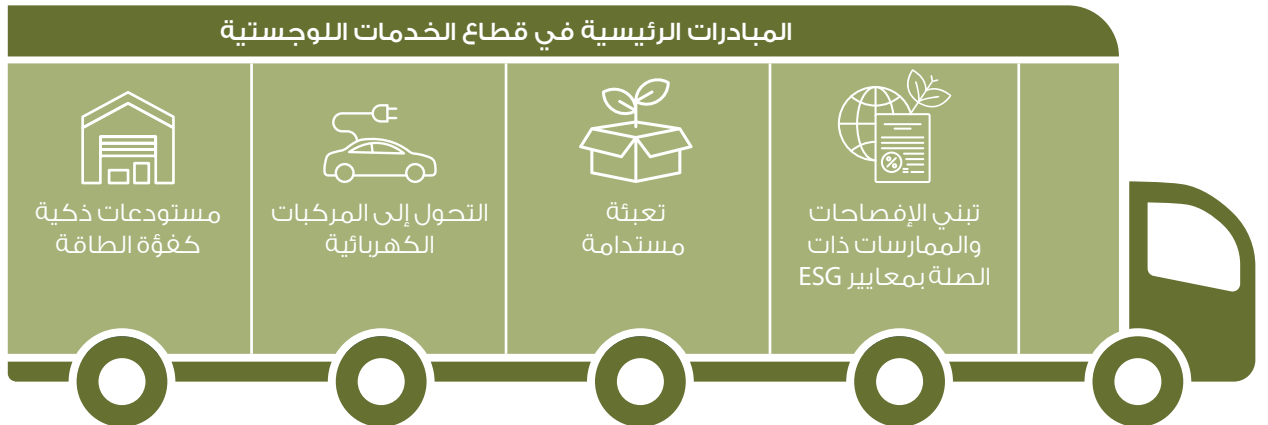 المبادرات الرئيسية في قطاع الخدمات اللوجستية
تبني الإفصاحات
والممارسات ذات
الصلة بمعايير ESG
تعبئة
مستدامة
التحول إلى المركبات
الكهربائية
مستودعات ذكية
كفؤة الطاقة